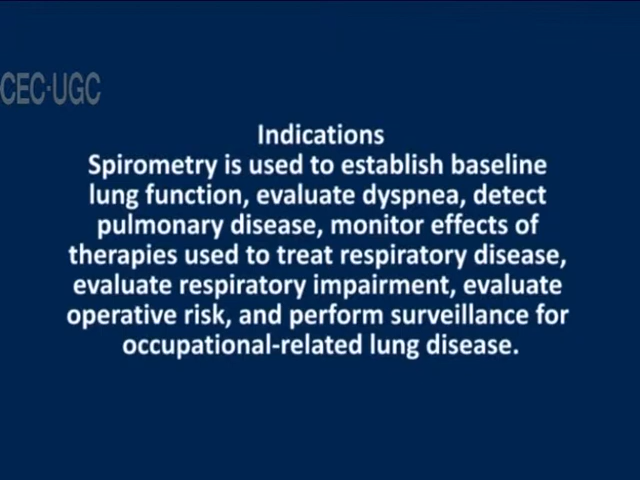 CEC-UGC
Indications
Spirometry is used to establish baseline
lung function, evaluate dyspnea, detect
pulmonary disease, monitor effects of
therapies used to treat respiratory disease,
evaluate respiratory impairment, evaluate
operative risk, and perform surveillance for
occupational-related lung disease.